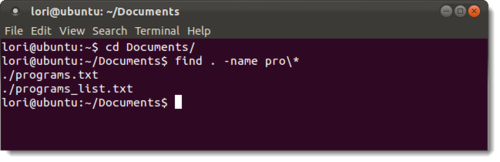 lori@ubuntu: ~/Documents
File Edit View Search Terminal Help
lori@ubuntu:~$ cd Documents/
lori@ubuntu:~/Documents$ find . -name pro\*
./programs.txt
./programs_list.txt
lori@ubuntu:~/Documents$